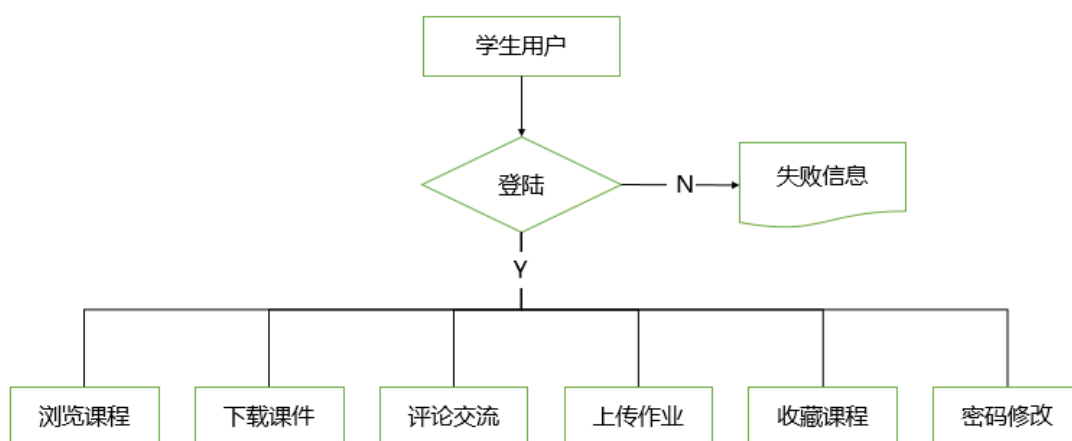 学生用户
登陆
N
失败信息
Y
浏览课程
下载课件
评论交流
上传作业
收藏课程
密码修改